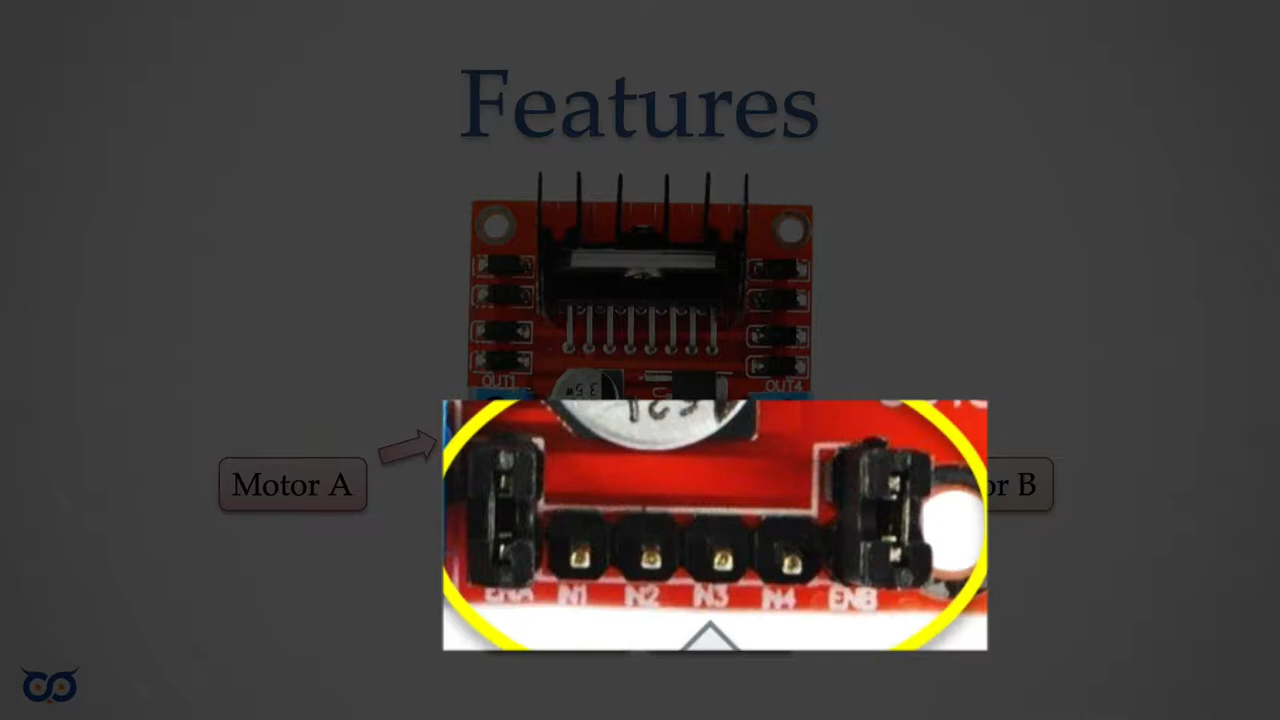 Features
OUT1
OUT4
Motor A
or B
ENA IN1 IN2 IN3 IN4 ENB